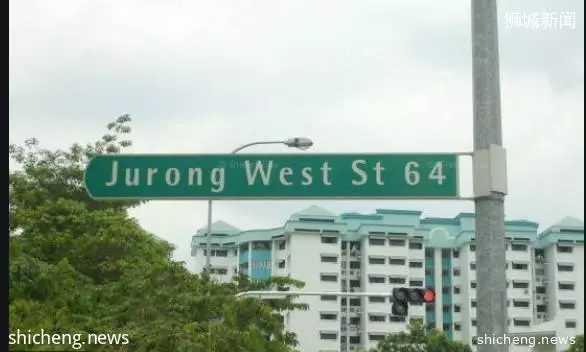 狮城新闻
Jurong West St 64
shicheng.news
shicheng.news